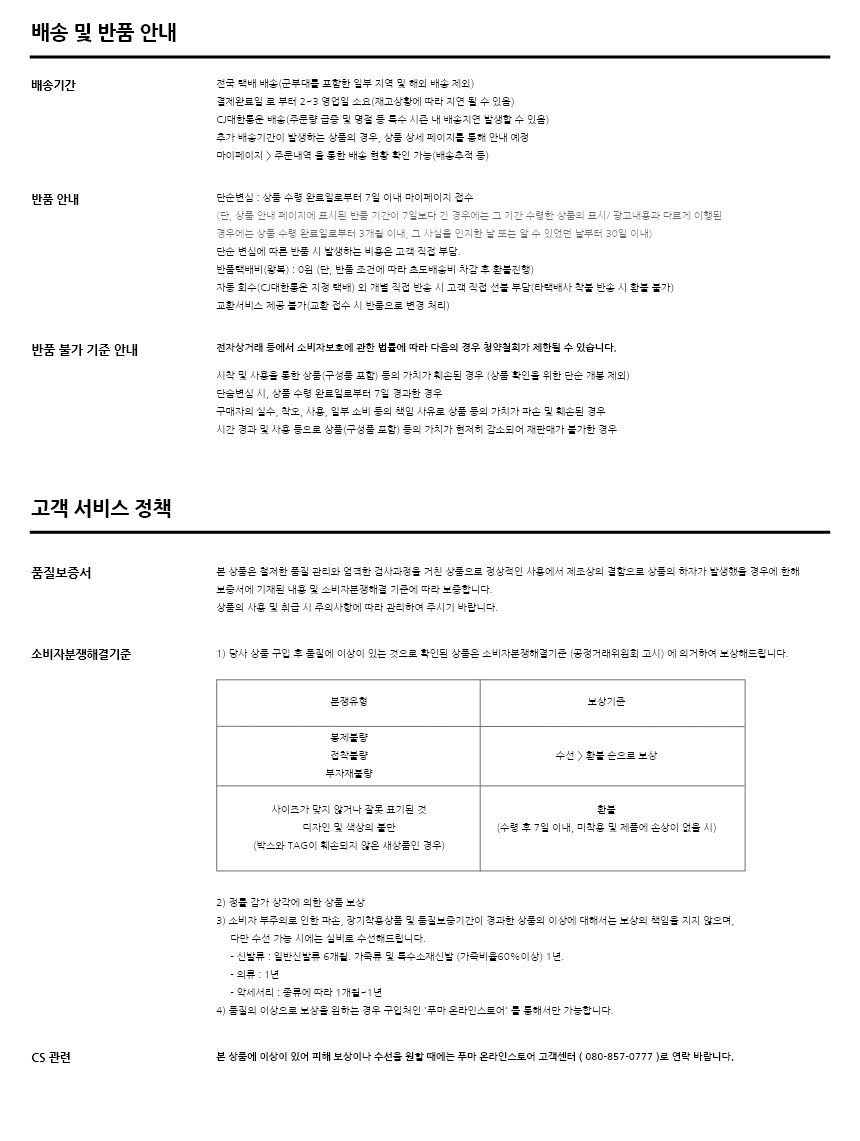 배송 및 반품 안내
배송기간
전국 택배 배송(군부대를 포함한 일부 지역 및 해외 배송 제외)
결제완료일 로 부터 2~3 영업일 소요(재고상황에 따라 지연 될 수 있음)
CJ대한통운 배송(주문량 급증 및 명절 등 특수 시즌 내 배송지연 발생할 수 있음)
추가 배송기간이 발생하는 상품의 경우, 상품 상세 페이지를 통해 안내 예정
마이페이지 > 주문내역 을 통한 배송 현황 확인 가능(배송추적 등)
반품 안내
단순변심 : 상품 수령 완료일로부터 7일 이내 마이페이지 접수
(단, 상품 안내 페이지에 표시된 반품 기간이 7일보다 긴 경우에는 그 기간 수령한 상품의 표시/ 광고내용과 다르게 이행된
경우에는 상품 수령 완료일로부터 3개월 이내, 그 사실을 인지한 날 또는 알 수 있었던 날부터 30일 이내)
단순 변심에 따른 반품 시 발생하는 비용은 고객 직접 부담.
반품택배비(왕복) : 0원 (단, 반품 조건에 따라 초도배송비 차감 후 환불진행)
자동 회수(CJ대한통운 지정 택배) 외 개별 직접 반송 시 고객 직접 선불 부담(타택배사 착불 반송 시 환불 불가)
교환서비스 제공 불가(교환 접수 시 반품으로 변경 처리)
반품 불가 기준 안내
전자상거래 등에서 소비자보호에 관한 법률에 따라 다음의 경우 청약철회가 제한될 수 있습니다.
시착 및 사용을 통한 상품(구성품 포함) 등의 가치가 훼손된 경우 (상품 확인을 위한 단순 개봉 제외)
단술변심 시, 상품 수령 완료일로부터 7일 경과한 경우
구매자의 실수, 착오, 사용, 일부 소비 등의 책임 사유로 상품 등의 가치가 파손 및 훼손된 경우
시간 경과 및 사용 등으로 상품(구성품 포함) 등의 가치가 현저히 감소되어 재판매가 불가한 경우
고객 서비스 정책
품질보증서
본 상품은 철저한 품질 관리와 엄격한 검사과정을 거친 상품으로 정상적인 사용에서 제조상의 결함으로 상품의 하자가 발생했을 경우에 한해
보증서에 기재된 내용 및 소비자분쟁해결 기준에 따라 보증합니다.
상품의 사용 및 취급 시 주의사항에 따라 관리하여 주시기 바랍니다.
소비자분쟁해결기준
1) 당사 상품 구입 후 품질에 이상이 있는 것으로 확인된 상품은 소비자분쟁해결기준 (공정거래위원회 고시) 에 의거하여 보상해드립니다.
분쟁유형
보상기준
봉제불량
접착불량
부자재불량
수선 > 환불 순으로 보상
사이즈가 맞지 않거나 잘못 표기된 것
디자인 및 색상의 불만
(박스와 TAG이 훼손되지 않은 새상품인 경우)
환불
(수령 후 7일 이내, 미착용 및 제품에 손상이 없을 시)
2) 정률 감가 상각에 의한 상품 보상
3) 소비자 부주의로 인한 파손, 장기착용상품 및 품질보증기간이 경과한 상품의 이상에 대해서는 보상의 책임을 지지 않으며,
다만 수선 가능 시에는 실비로 수선해드립니다.
- 신발류 : 일반신발류 6개월. 가죽류 및 특수소재신발 (가죽비율60%이상) 1년.
- 의류 : 1년
- 악세서리 : 종류에 따라 1개월~1년
4) 품질의 이상으로 보상을 원하는 경우 구입처인 '푸마 온라인스토어' 를 통해서만 가능합니다.
CS 관련
본 상품에 이상이 있어 피해 보상이나 수선을 원할 때에는 푸마 온라인스토어 고객센터 ( 080-857-0777 )로 연락 바랍니다.